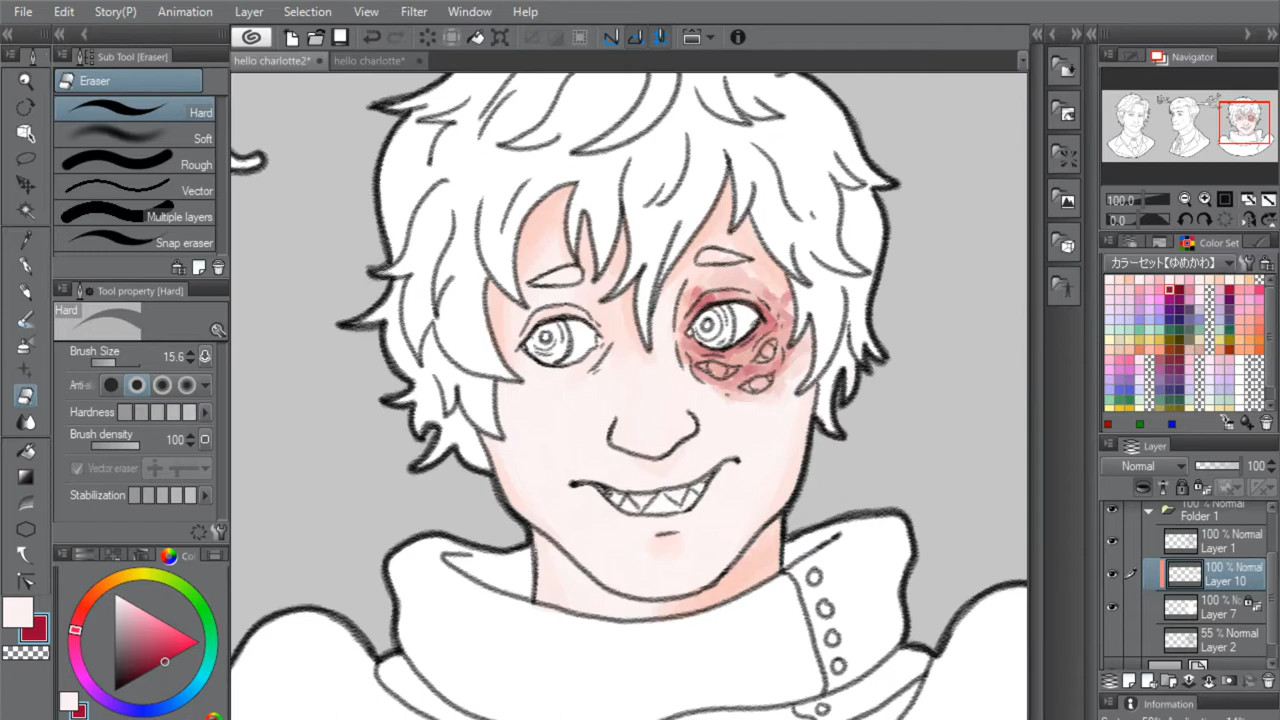 File Edit Story(P) Animation Layer Selection View Filter Window Help
Sub Tool [Eraser]
Eraser
Hard
Soft
Rough
Vector
Multiple layers
Snap eraser
Tool property [Hard]
Hard
Brush Size 15.6
Anti-al
Hardness
Brush density 100
Vector eraser
Stabilization
Col
hello charlotte2* hello charlotte*
Navigator
100.0
0.0
Color Set
カラーセット【ゆめかわ】
Layer
Normal 100
100 % Normal
Folder 1
100 % Normal
Layer 1
100 % Normal
Layer 10
100 % No
Layer 7
55 % Normal
Layer 2
Information